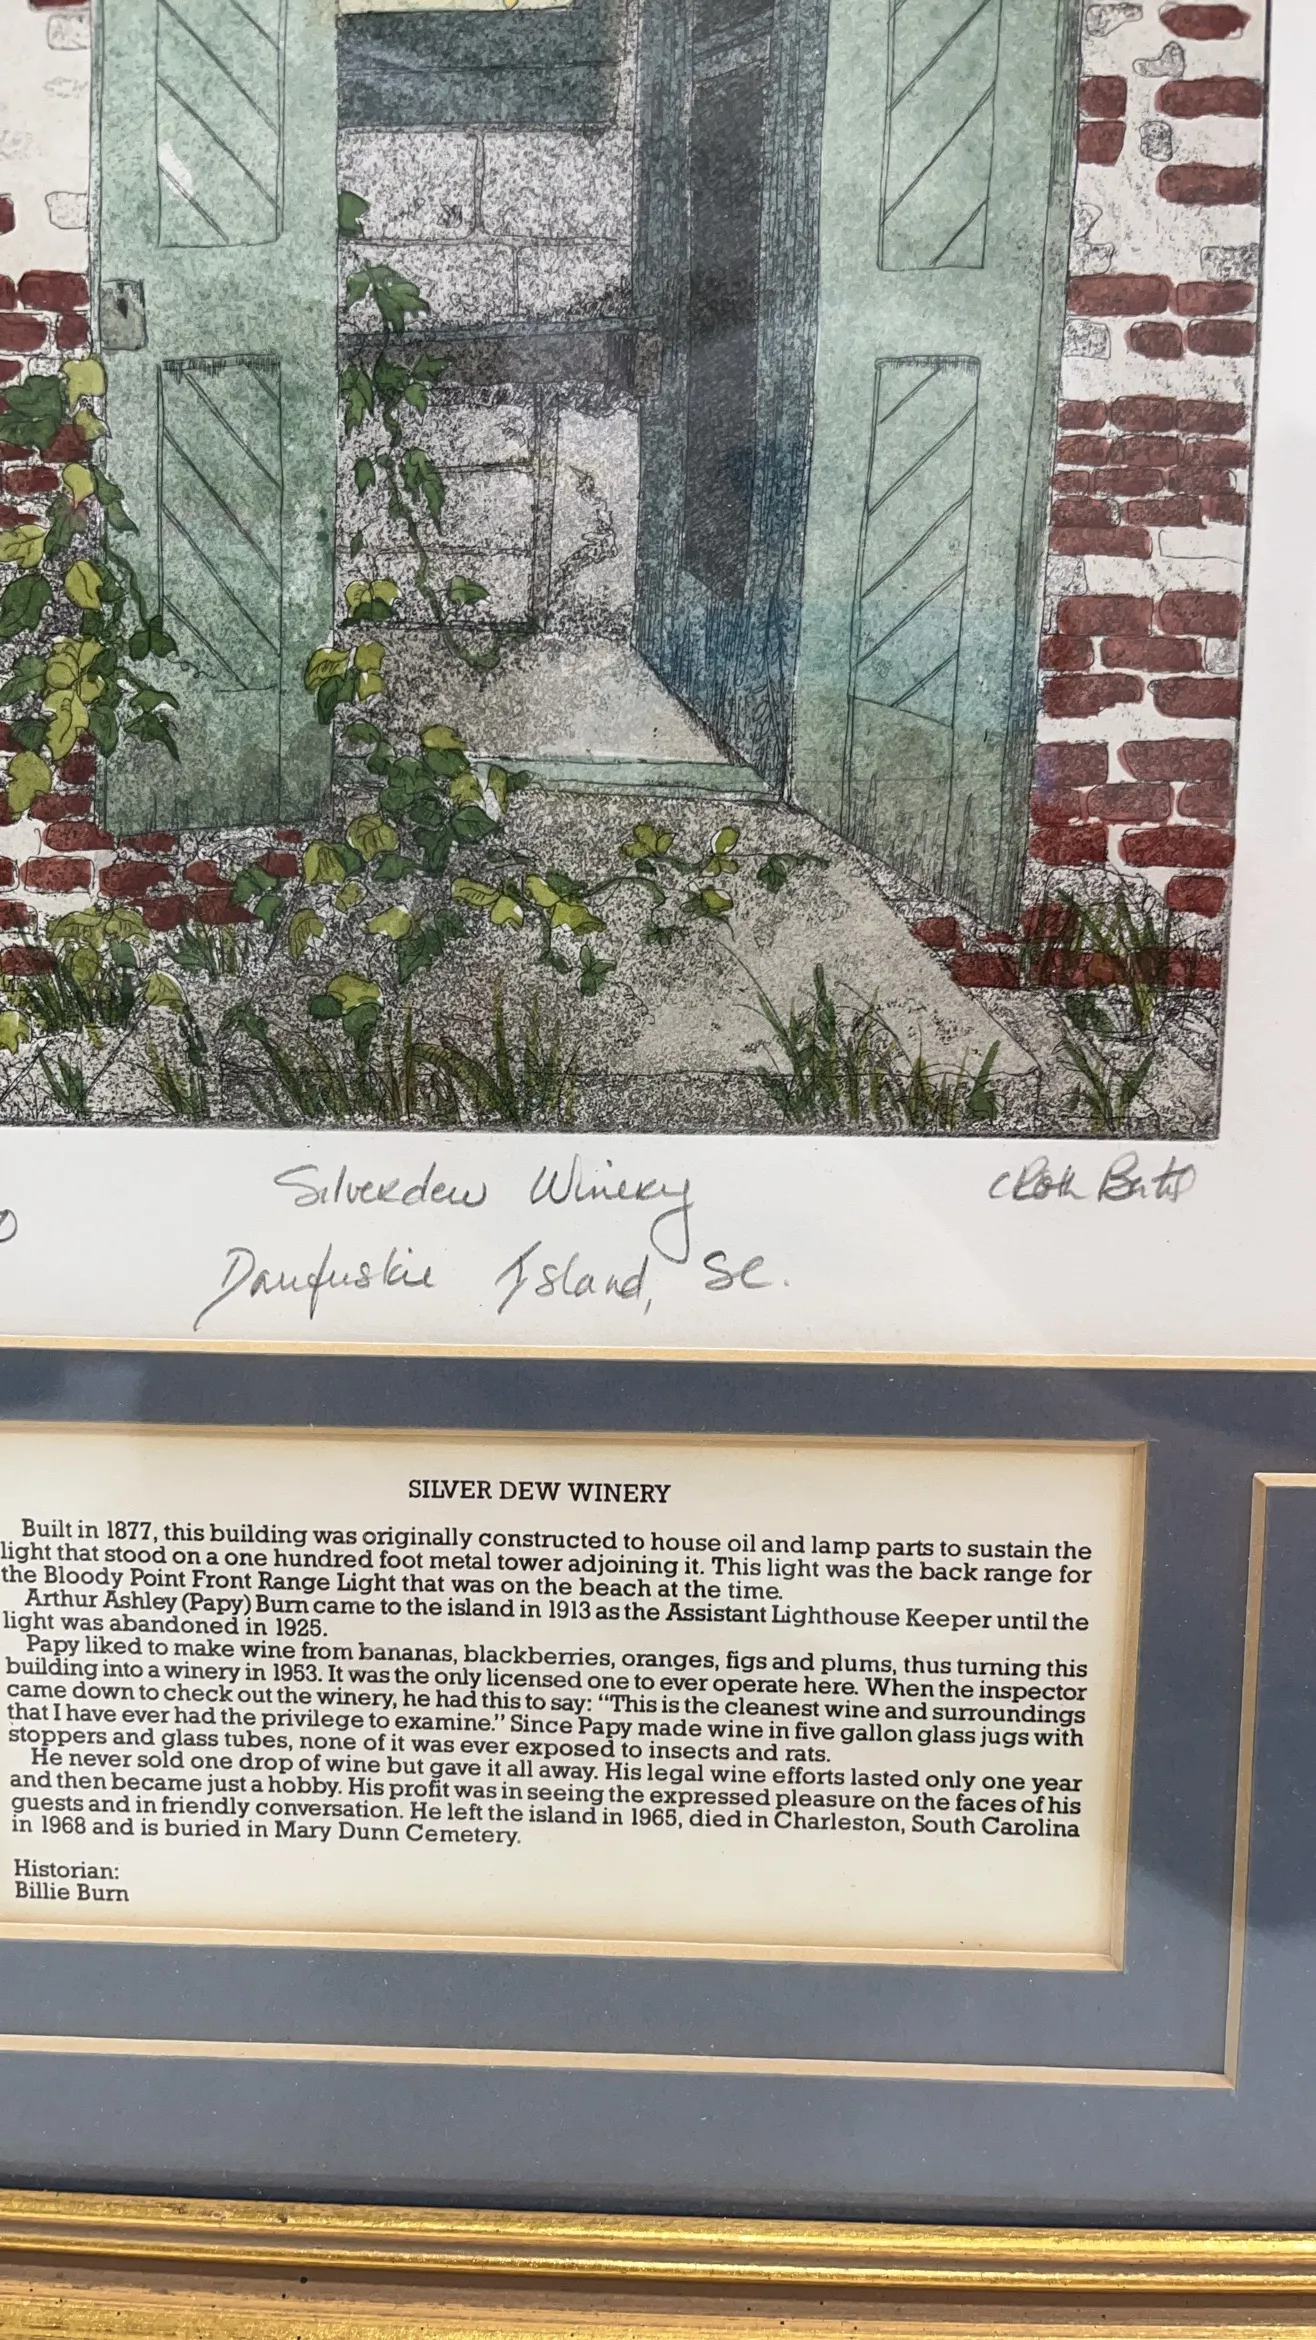 Silverdew Winery
Daufuskie Island, SC.
SILVER DEW WINERY
Built in 1877, this building was originally constructed to house oil and lamp parts to sustain the
light that stood on a one hundred foot metal tower adjoining it. This light was the back range for
the Bloody Point Front Range Light that was on the beach at the time.
Arthur Ashley (Papy) Burn came to the island in 1913 as the Assistant Lighthouse Keeper until the
light was abandoned in 1925.
Papy liked to make wine from bananas, blackberries, oranges, figs and plums, thus turning this
building into a winery in 1953. It was the only licensed one to ever operate here. When the inspector
came down to check out the winery, he had this to say: “This is the cleanest wine and surroundings
that I have ever had the privilege to examine.” Since Papy made wine in five gallon glass jugs with
stoppers and glass tubes, none of it was ever exposed to insects and rats.
He never sold one drop of wine but gave it all away. His legal wine efforts lasted only one year
and then became just a hobby. His profit was in seeing the expressed pleasure on the faces of his
guests and in friendly conversation. He left the island in 1965, died in Charleston, South Carolina
in 1968 and is buried in Mary Dunn Cemetery.
Historian:
Billie Burn